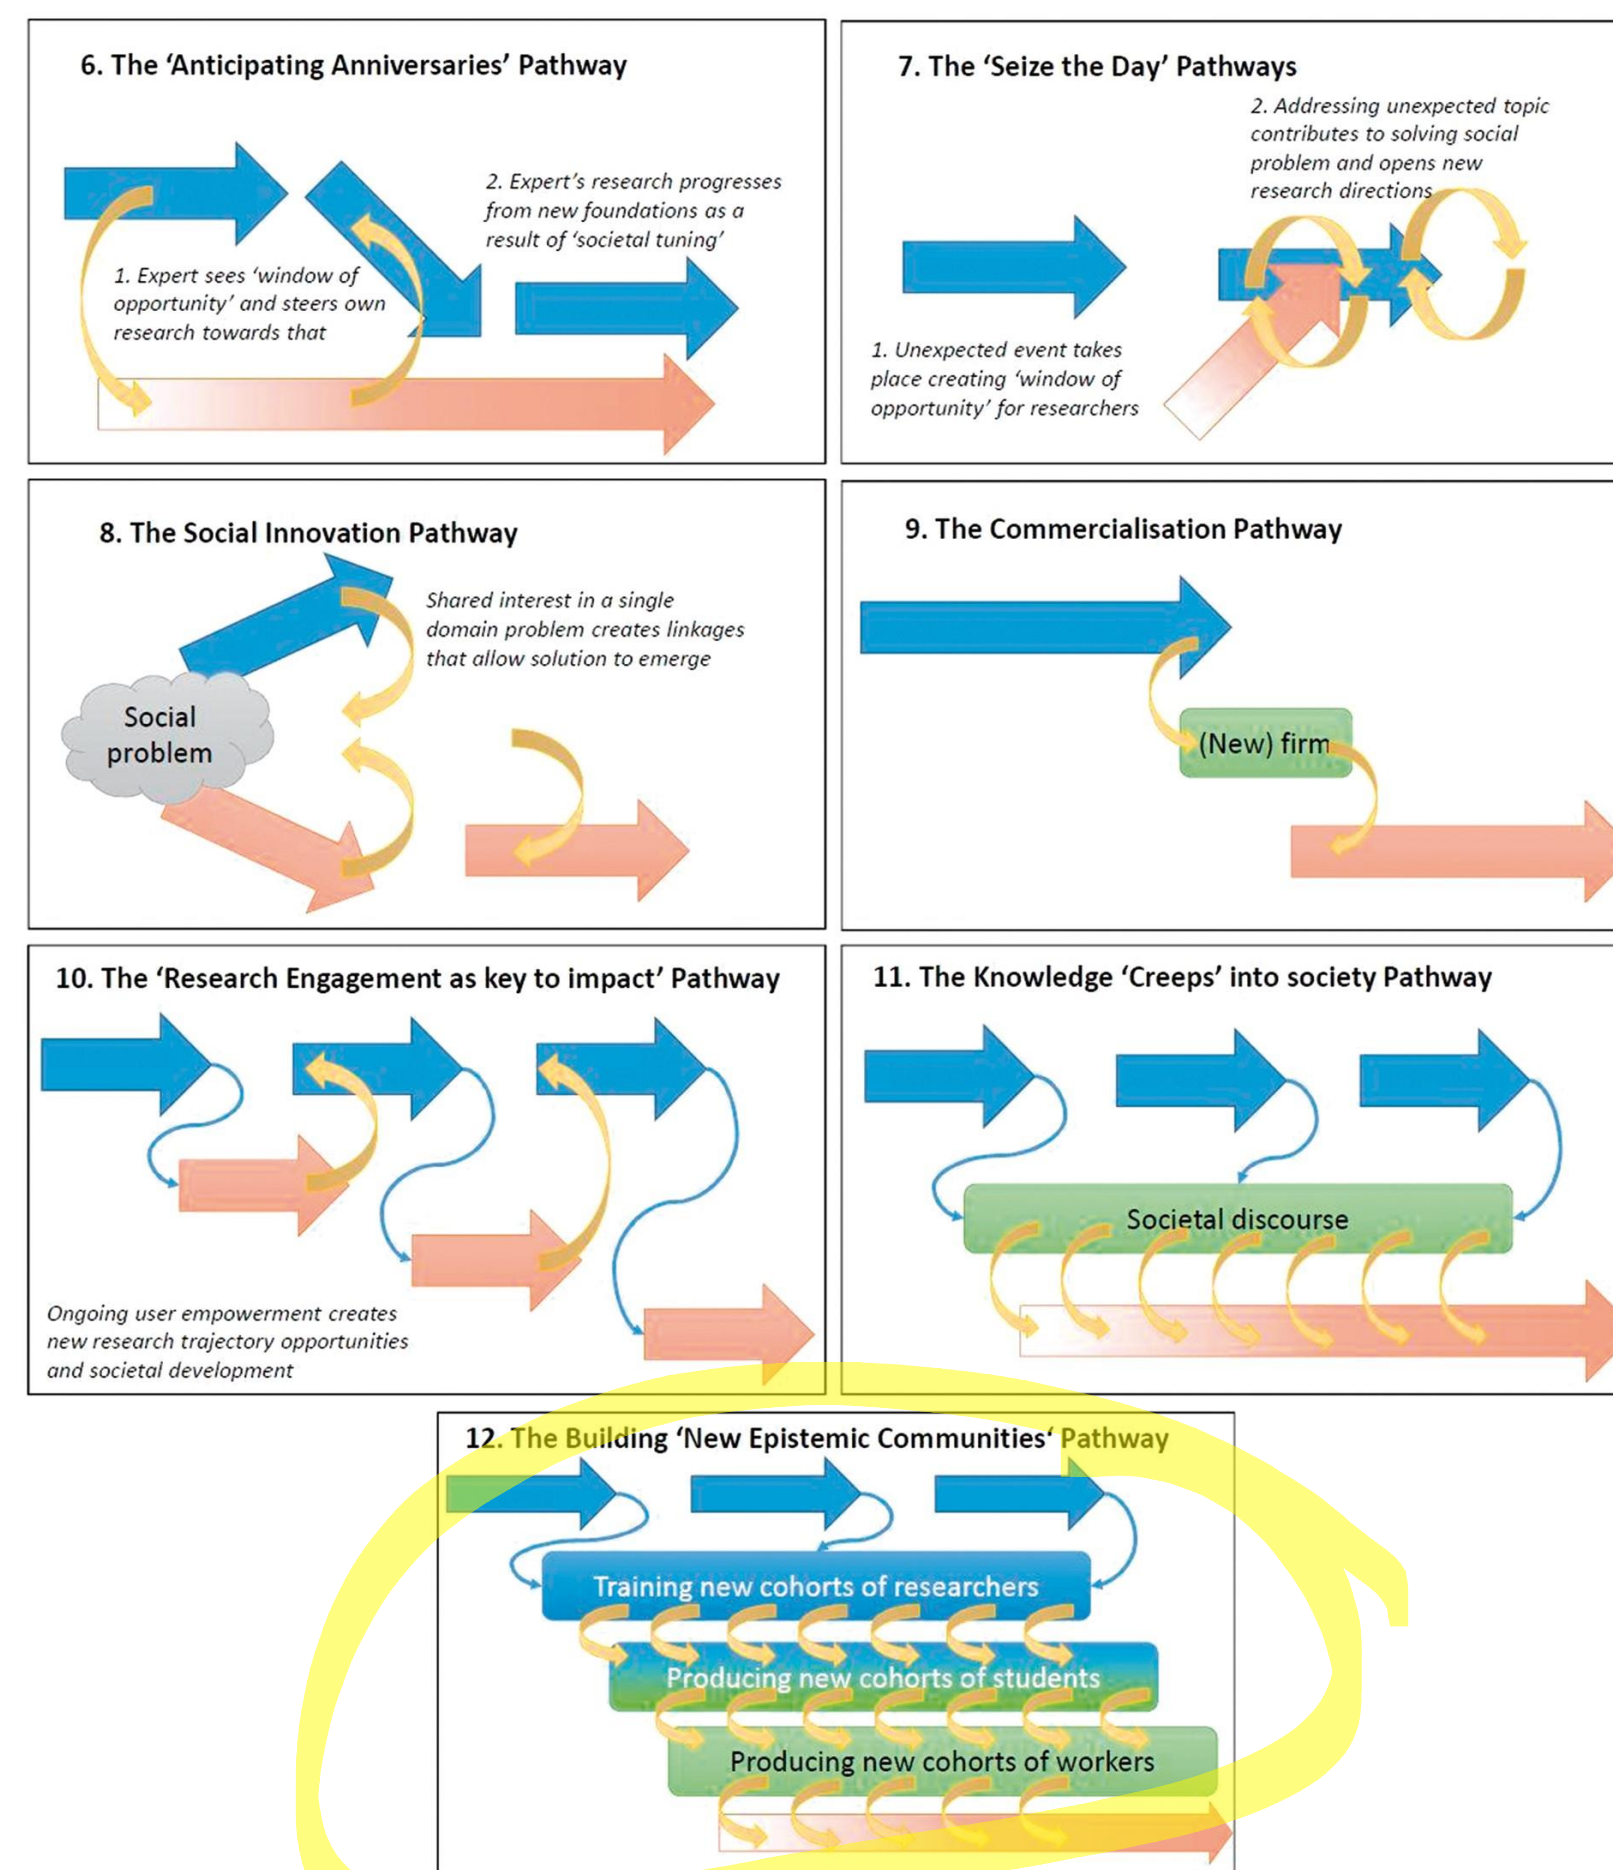 6. The ‘Anticipating Anniversaries’ Pathway
2. Expert’s research progresses
from new foundations as a
result of ‘societal tuning’
1. Expert sees ‘window of
opportunity’ and steers own
research towards that
7. The ‘Seize the Day’ Pathways
2. Addressing unexpected topic
contributes to solving social
problem and opens new
research directions
1. Unexpected event takes
place creating ‘window of
opportunity’ for researchers
8. The Social Innovation Pathway
Shared interest in a single
domain problem creates linkages
that allow solution to emerge
Social
problem
9. The Commercialisation Pathway
(New) firm
10. The ‘Research Engagement as key to impact’ Pathway
Ongoing user empowerment creates
new research trajectory opportunities
and societal development
11. The Knowledge ‘Creeps’ into society Pathway
Societal discourse
12. The Building ‘New Epistemic Communities‘ Pathway
Training new cohorts of researchers
Producing new cohorts of students
Producing new cohorts of workers